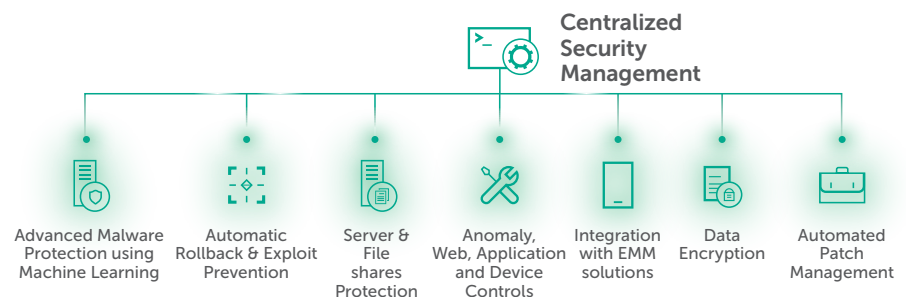 >_
Centralized
Security
Management
Advanced Malware
Protection using
Machine Learning
Automatic
Rollback & Exploit
Prevention
Server &
File
shares
Protection
Anomaly,
Web, Application
and Device
Controls
Integration
with EMM
solutions
Data
Encryption
Automated
Patch
Management